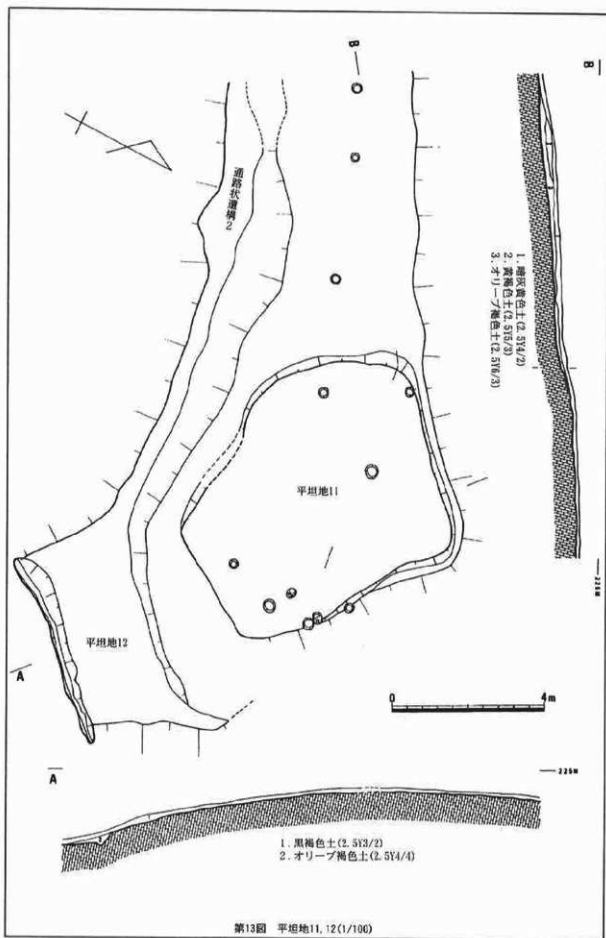 B
B
通路状遺構2
1. 暗灰黄色土(2.5Y4/2)
2. 黄褐色土(2.5Y5/3)
3. オリーブ褐色土(2.5Y6/3)
平坦地11
平坦地12
A
0 4m
225M
A
225M
1. 黒褐色土(2.5Y3/2)
2. オリーブ褐色土(2.5Y4/4)
第13図 平坦地11,12(1/100)